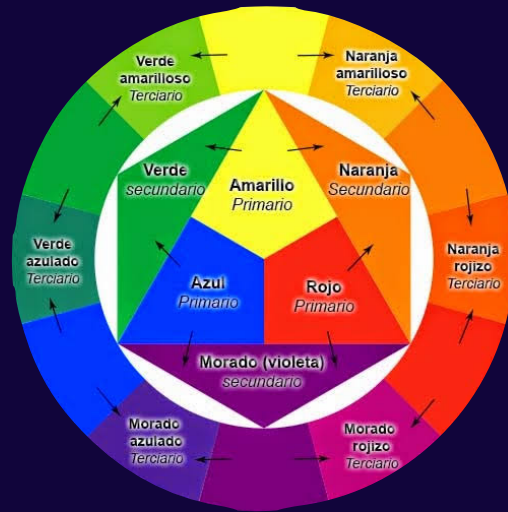 Verde
amarilloso
Terciario
Naranja
amarilloso
Terciario
Verde
secundario
Amarillo
Primario
Naranja
Secundario
Verde
azulado
Terciario
Azul
Primario
Rojo
Primario
Naranja
rojizo
Terciario
Morado (violeta)
secundario
Morado
azulado
Terciario
Morado
rojizo
Terciario